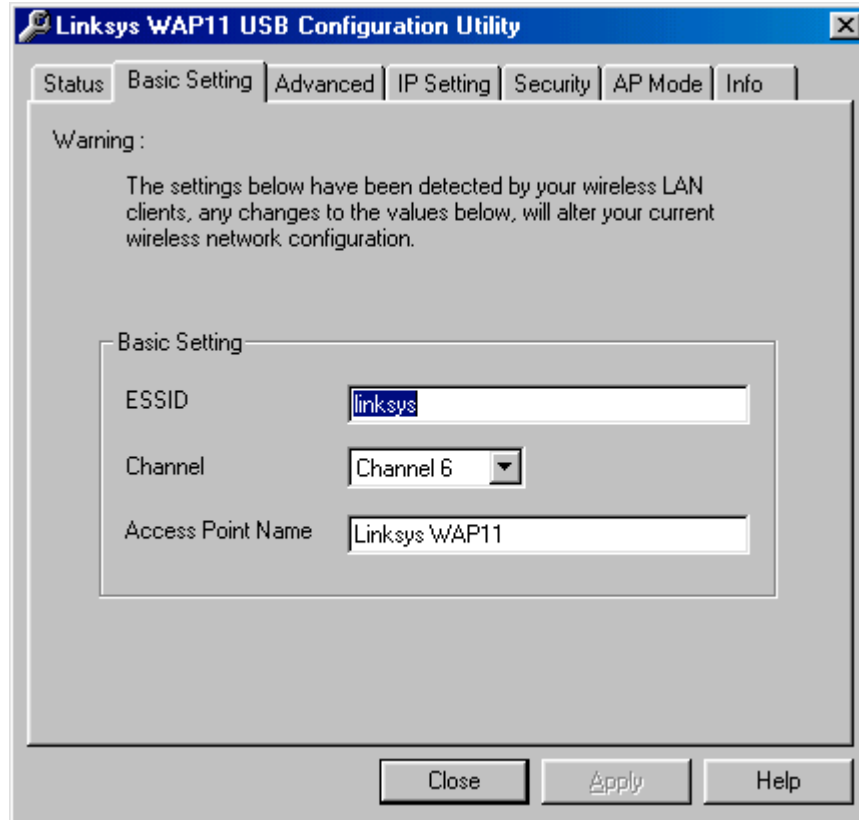 Linksys WAP11 USB Configuration Utility
Status Basic Setting Advanced IP Setting Security AP Mode Info
Warning :
The settings below have been detected by your wireless LAN
clients, any changes to the values below, will alter your current
wireless network configuration.
Basic Setting
ESSID linksys
Channel Channel 6
Access Point Name Linksys WAP11
Close Apply Help